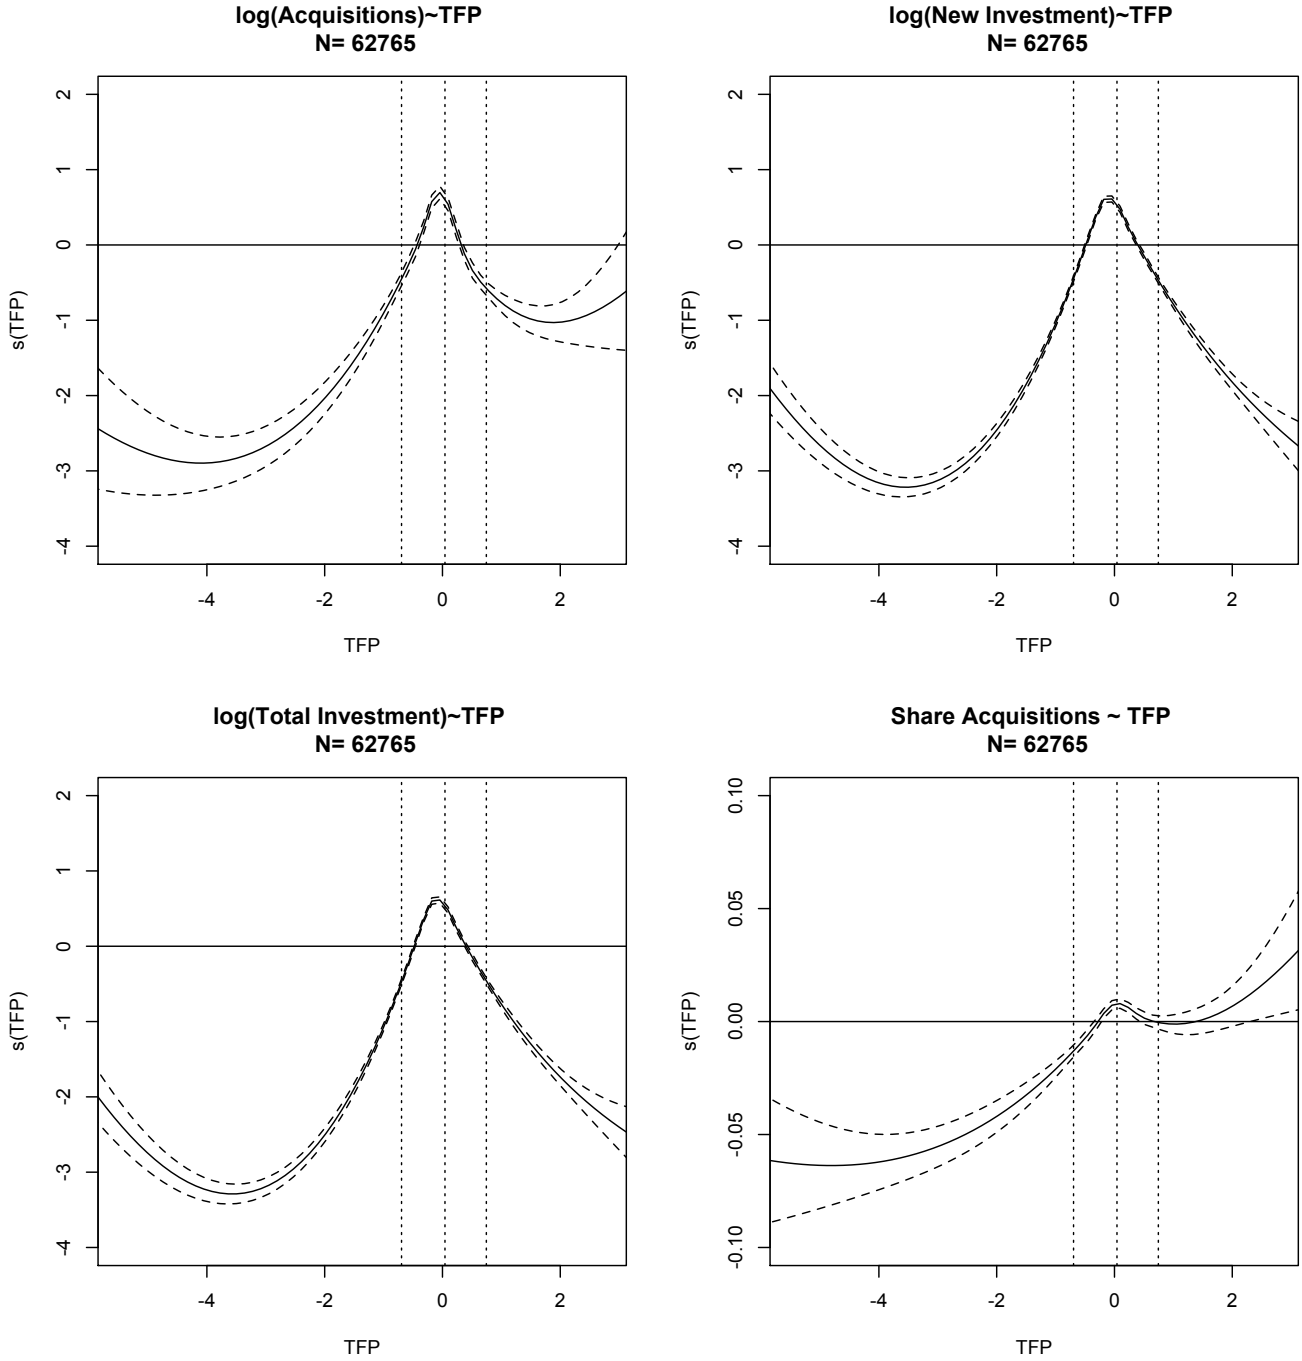 log(Acquisitions)~TFP
N= 62765
s(TFP)
2
1
0
-1
-2
-3
-4
-4
-2
0
2
TFP
log(New Investment)~TFP
N= 62765
s(TFP)
2
1
0
-1
-2
-3
-4
-4
-2
0
2
TFP
log(Total Investment)~TFP
N= 62765
s(TFP)
2
1
0
-1
-2
-3
-4
-4
-2
0
2
TFP
Share Acquisitions ~ TFP
N= 62765
s(TFP)
0.10
0.05
0.00
-0.05
-0.10
-4
-2
0
2
TFP